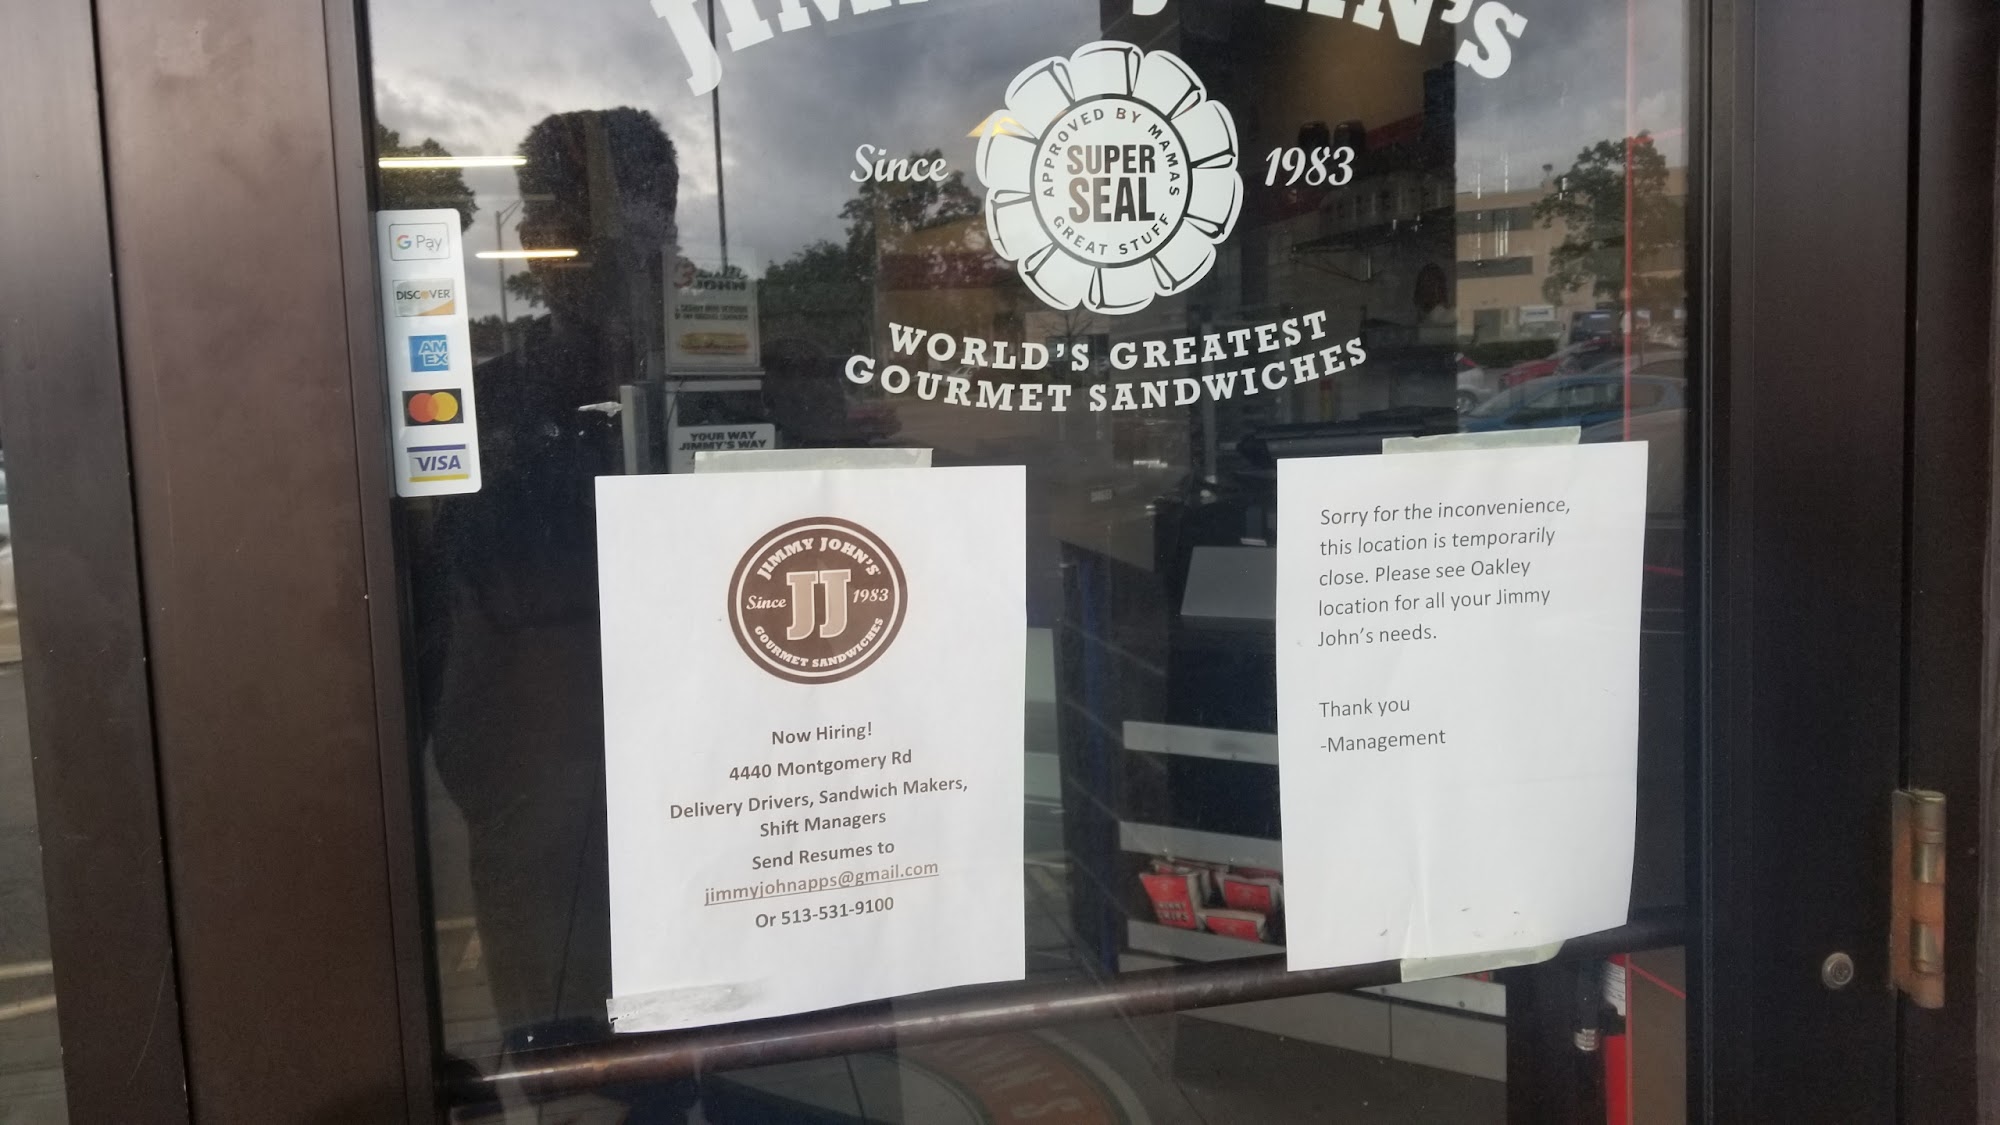 JIMMY JOHN'S
Since
1983
APPROVED BY MAMAS
SUPER
SEAL
GREAT STUFF
WORLD'S GREATEST
GOURMET SANDWICHES
G Pay
DISCOVER
AM
EX
VISA
YOUR WAY
JIMMY'S WAY
JIMMY JOHN'S
Since JJ 1983
GOURMET SANDWICHES
Now Hiring!
4440 Montgomery Rd
Delivery Drivers, Sandwich Makers,
Shift Managers
Send Resumes to
jimmyjohnapps@gmail.com
Or 513-531-9100
Sorry for the inconvenience,
this location is temporarily
close. Please see Oakley
location for all your Jimmy
John's needs.
Thank you
-Management